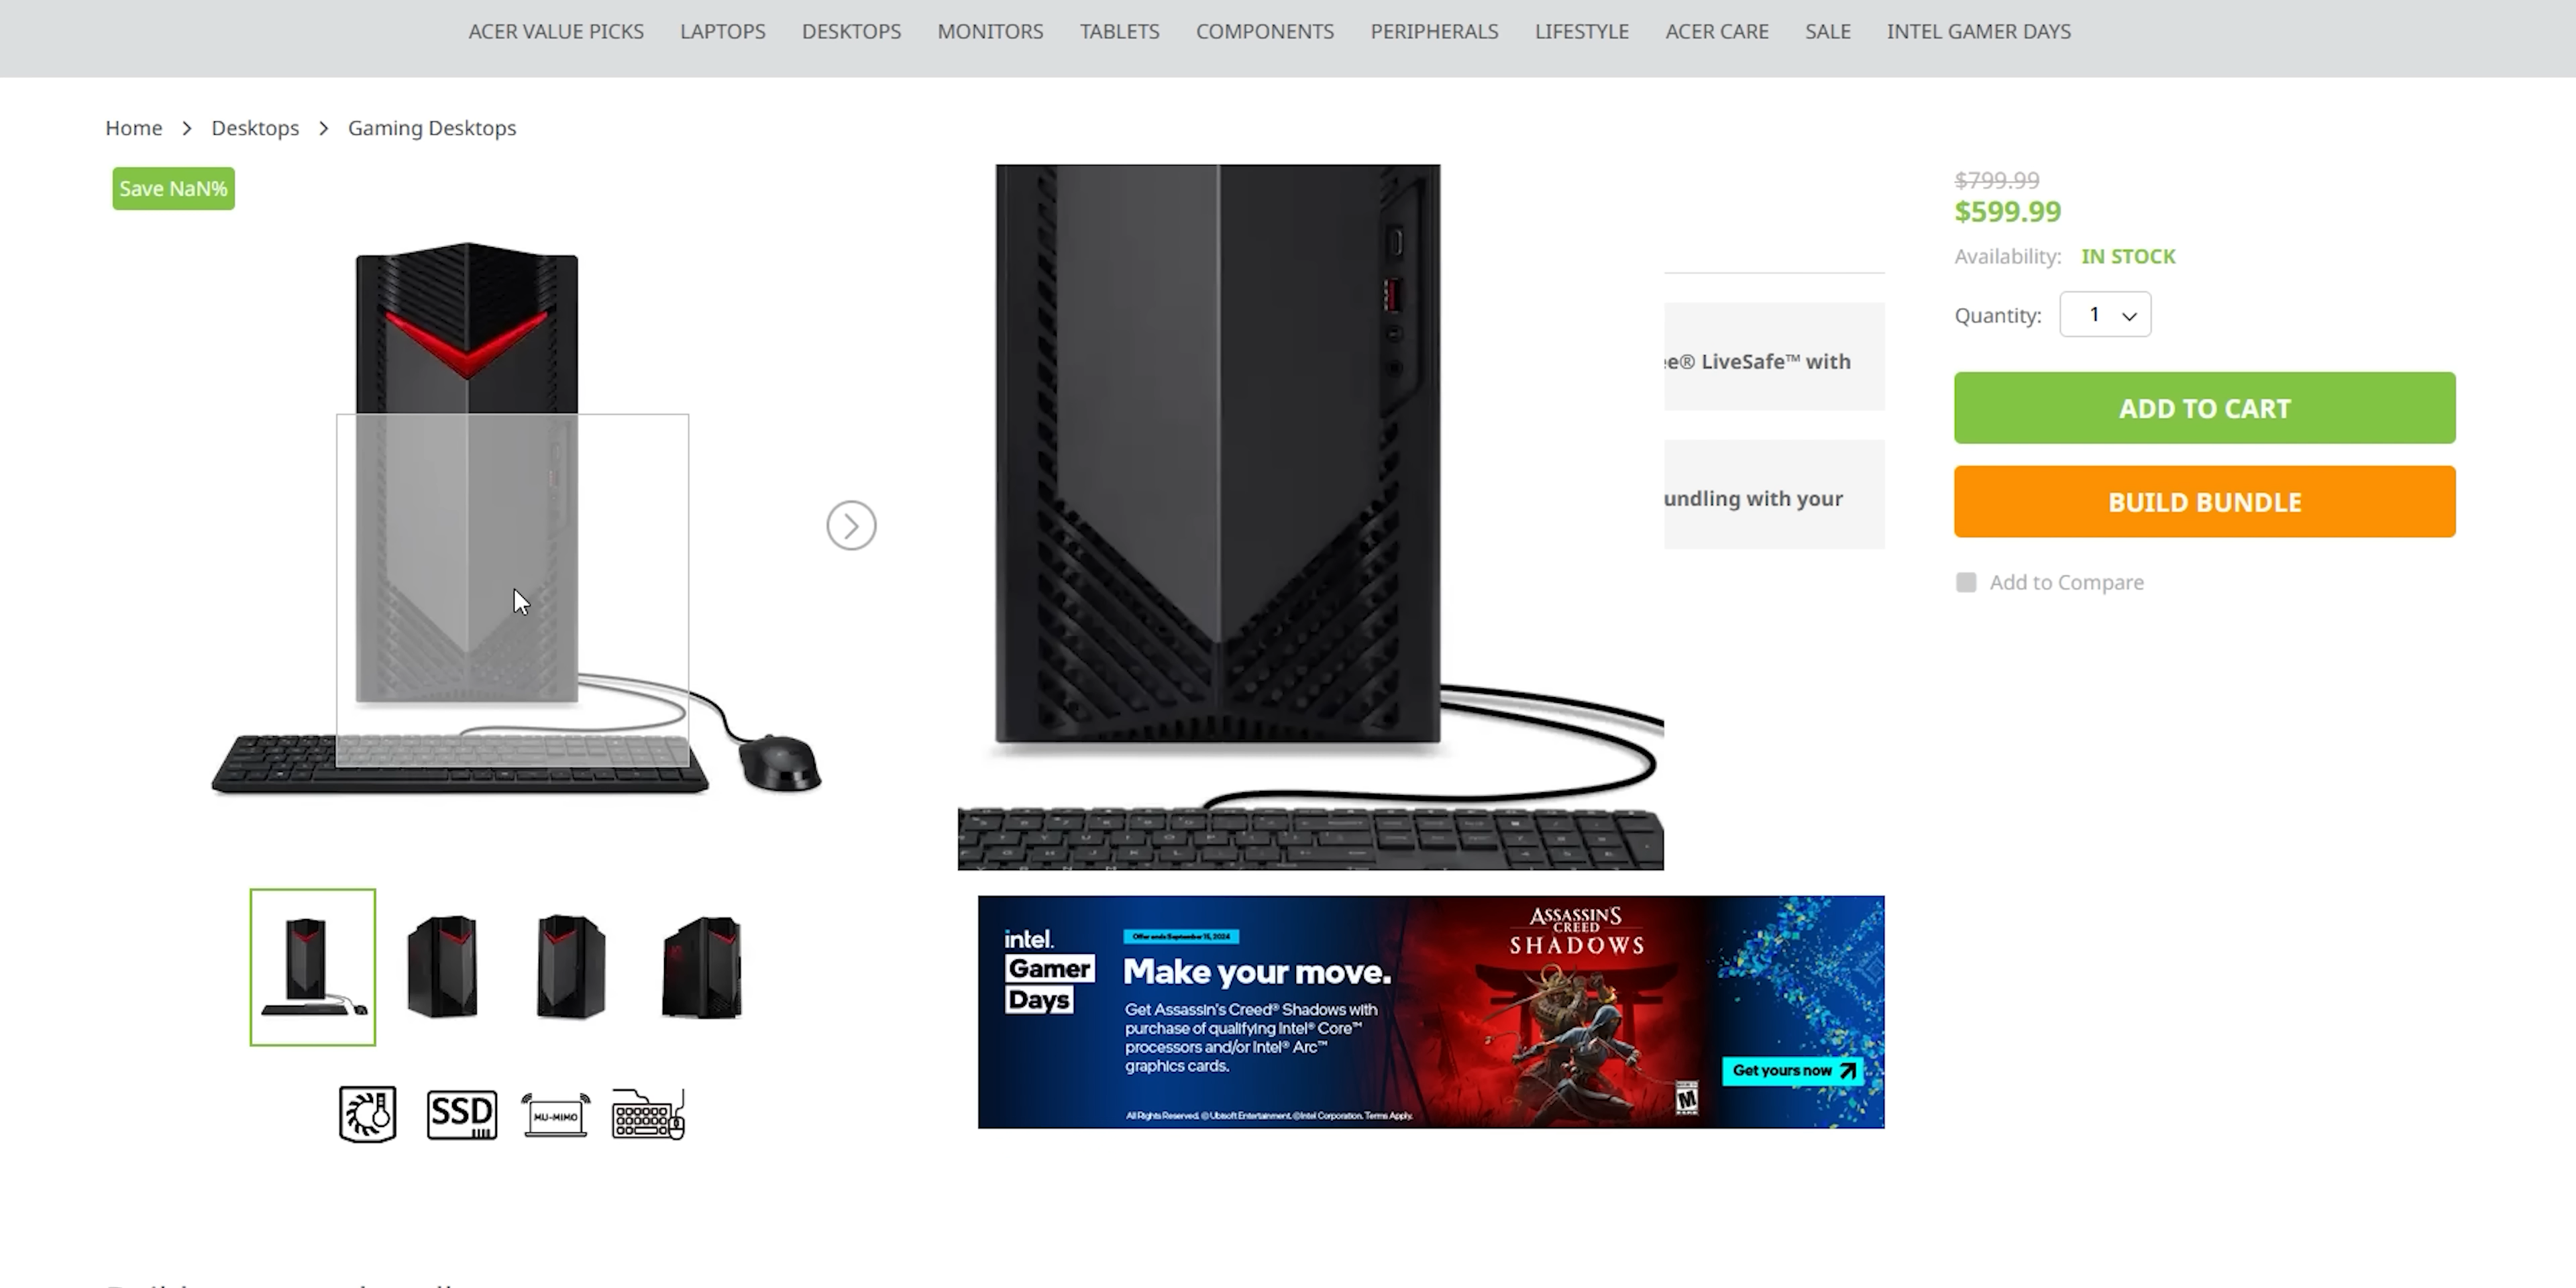 ACER VALUE PICKS LAPTOPS DESKTOPS MONITORS TABLETS COMPONENTS PERIPHERALS LIFESTYLE ACER CARE SALE INTEL GAMER DAYS
Home > Desktops > Gaming Desktops
Save NaN%
$799.99
$599.99
Availability: IN STOCK
Quantity: 1
e® LiveSafe™ with
ADD TO CART
undling with your
BUILD BUNDLE
Add to Compare
intel.
Gamer
Days
Offer ends September 15, 2024
Make your move.
Get Assassin's Creed® Shadows with
purchase of qualifying Intel® Core™
processors and/or Intel® Arc™
graphics cards.
All Rights Reserved. © Ubisoft Entertainment. ©Intel Corporation. Terms Apply.
ASSASSIN'S
CREED
SHADOWS
M
Get yours now
SSD
MU-MIMO